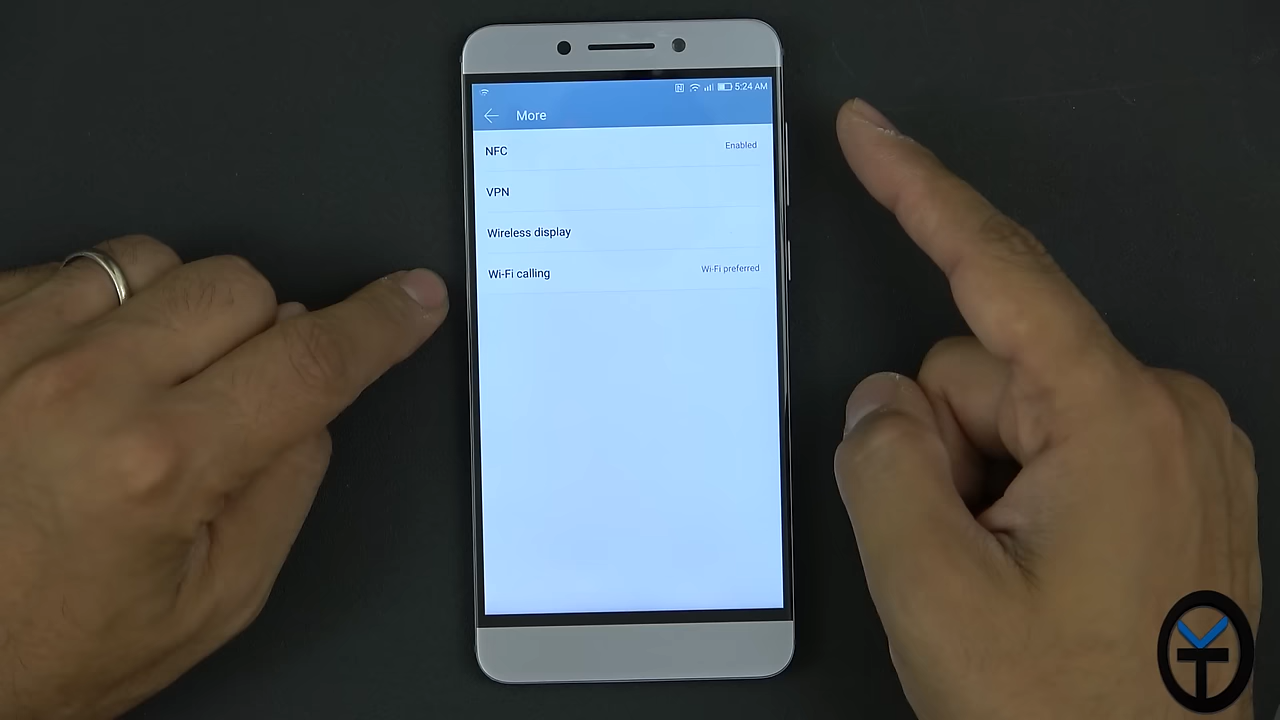 5:24 AM
More
NFC Enabled
VPN
Wireless display
Wi-Fi calling Wi-Fi preferred